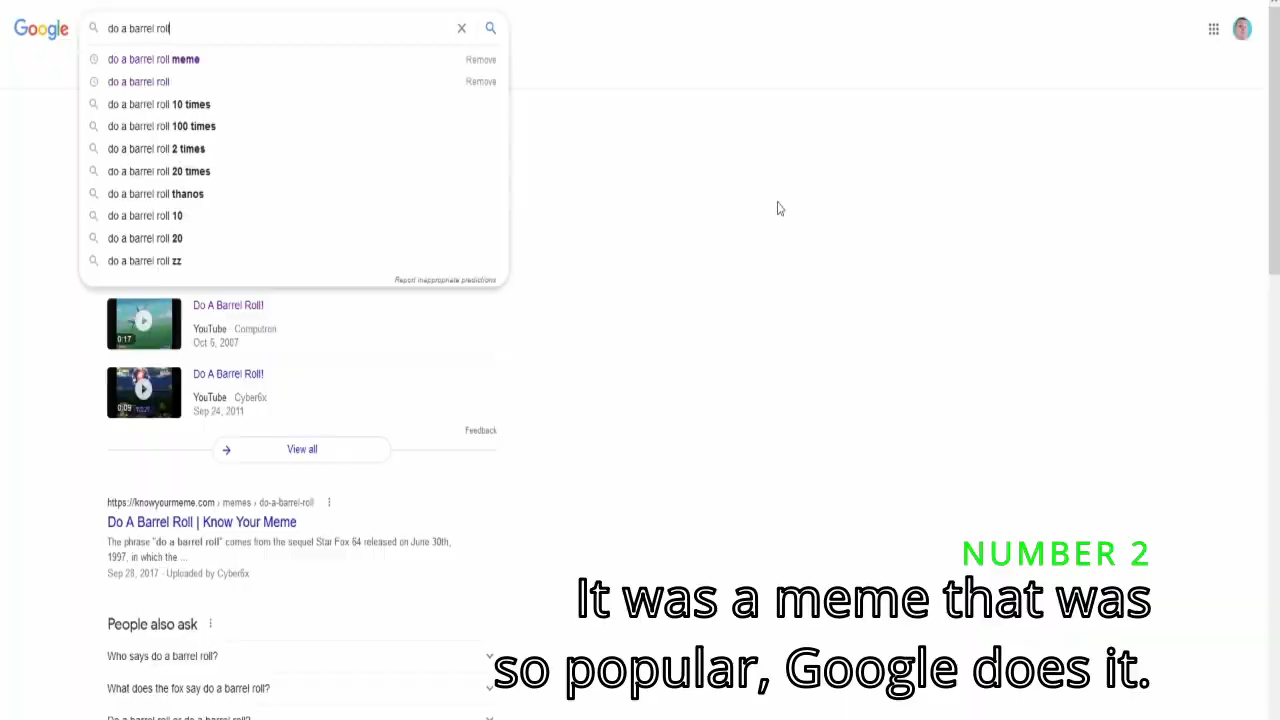 Google
do a barrel roll
do a barrel roll meme
Remove
do a barrel roll
Remove
do a barrel roll 10 times
do a barrel roll 100 times
do a barrel roll 2 times
do a barrel roll 20 times
do a barrel roll thanos
do a barrel roll 10
do a barrel roll 20
do a barrel roll zz
Report inappropriate predictions
Do A Barrel Roll!
YouTube Computron
Oct 5, 2007
0:17
Do A Barrel Roll!
YouTube Cyber6x
Sep 24, 2011
0:09
Feedback
View all
https://knowyourmeme.com › memes › do-a-barrel-roll
Do A Barrel Roll | Know Your Meme
The phrase "do a barrel roll" comes from the sequel Star Fox 64 released on June 30th,
1997, in which the ...
Sep 28, 2017 · Uploaded by Cyber6x
People also ask
Who says do a barrel roll?
What does the fox say do a barrel roll?
Do a barrel roll or do a barrel roll?
NUMBER 2
It was a meme that was
so popular, Google does it.